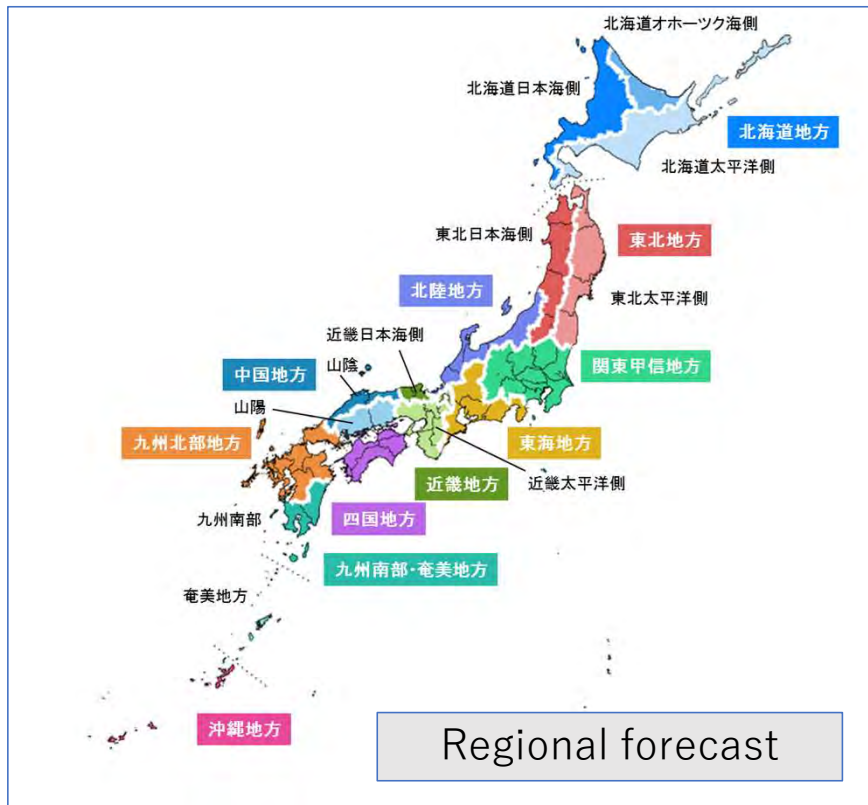 北海道オホーツク海側
北海道日本海側
北海道地方
北海道太平洋側
東北日本海側
東北地方
北陸地方
東北太平洋側
近畿日本海側
山陰
中国地方
関東甲信地方
山陽
九州北部地方
東海地方
近畿地方
近畿太平洋側
九州南部
四国地方
九州南部・奄美地方
奄美地方
沖縄地方
Regional forecast